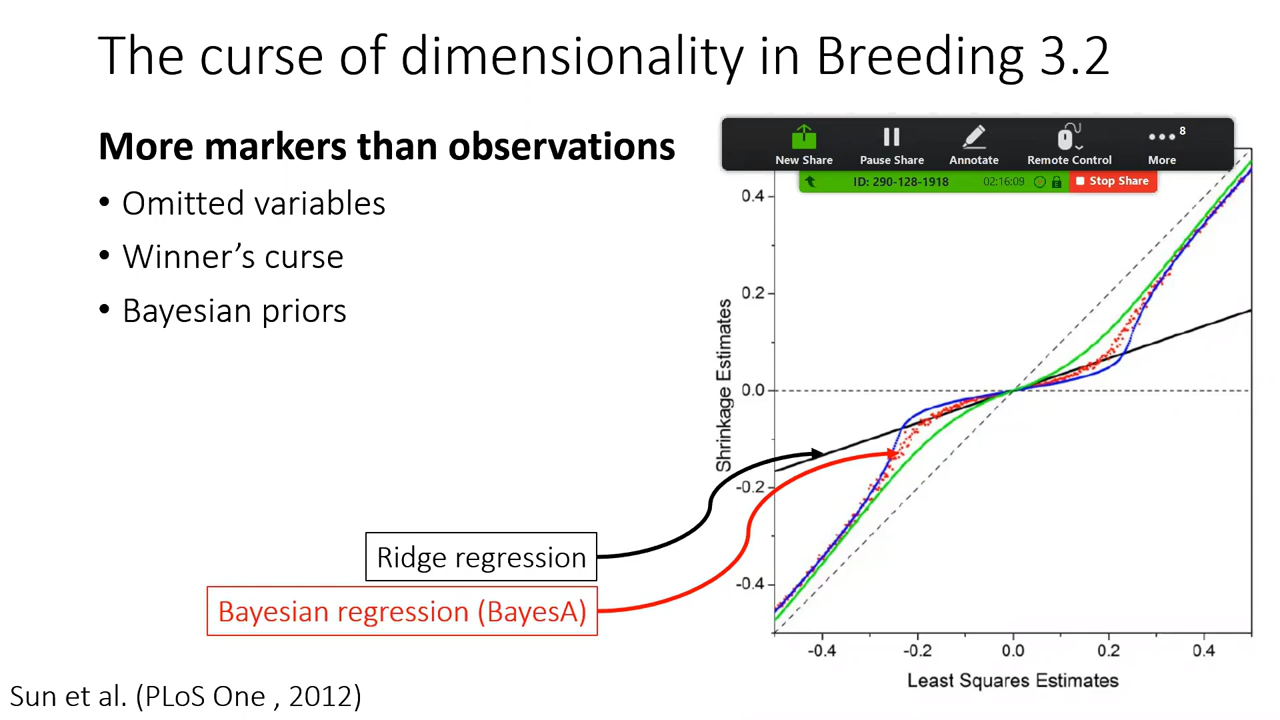 The curse of dimensionality in Breeding 3.2
More markers than observations
• Omitted variables
• Winner’s curse
• Bayesian priors
New Share
Pause Share
Annotate
Remote Control
8
More
ID: 290-128-1918
02:16:09
Stop Share
0.4
0.2
0.0
-0.2
-0.4
Shrinkage Estimates
-0.4 -0.2 0.0 0.2 0.4
Least Squares Estimates
Ridge regression
Bayesian regression (BayesA)
Sun et al. (PLoS One , 2012)